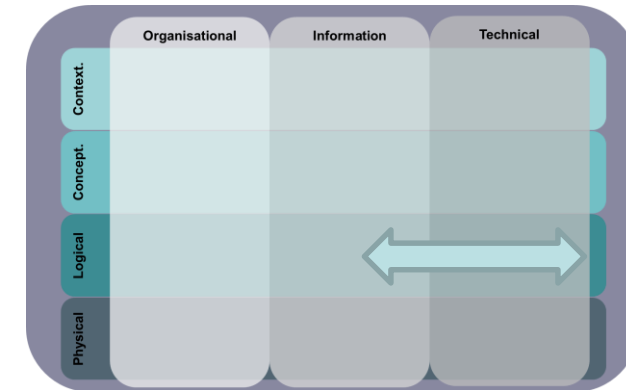 Organisational
Information
Technical
Context.
Concept.
Logical
Physical